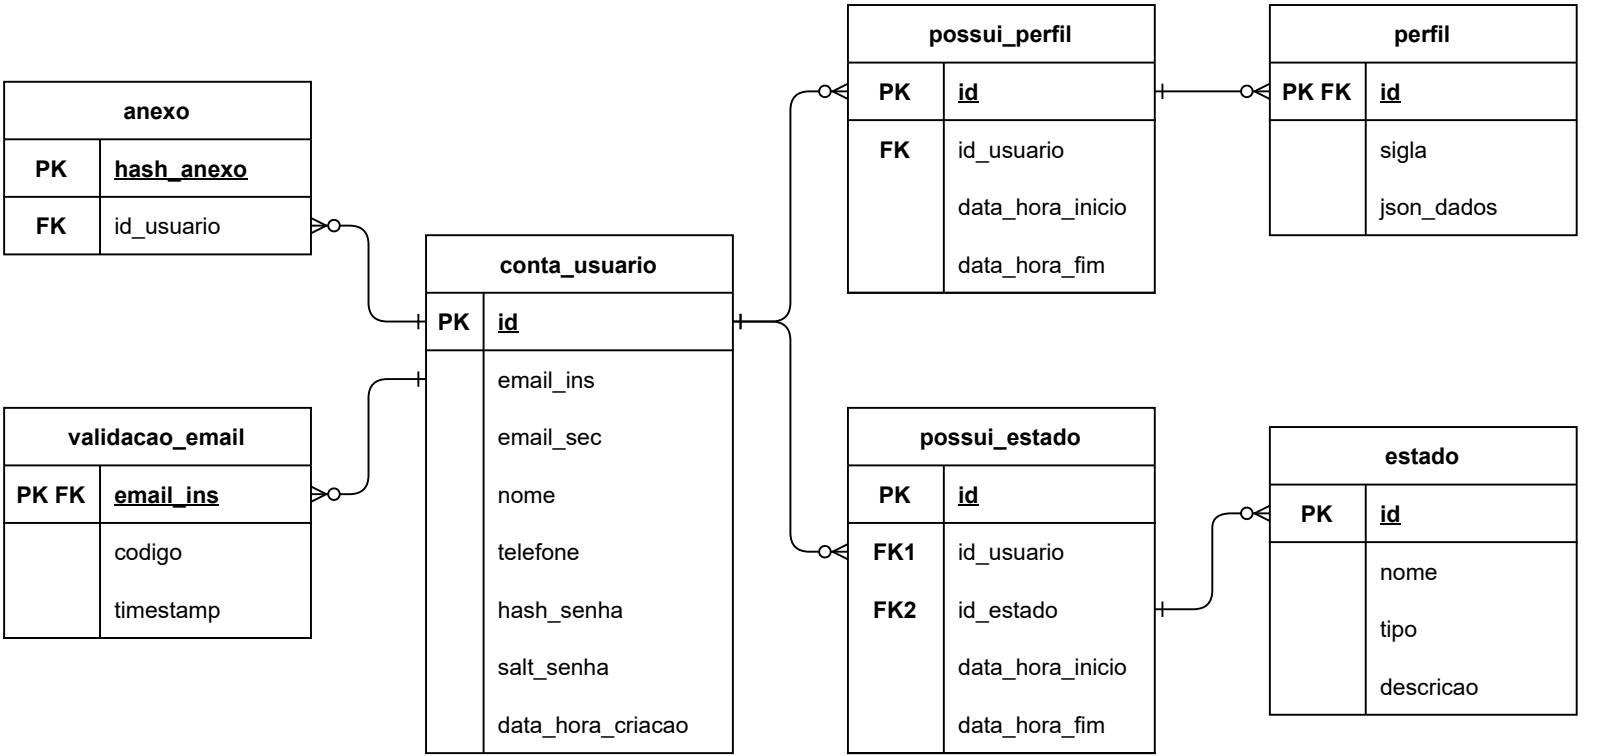 anexo
PK hash_anexo
FK id_usuario
validacao_email
PK FK email_ins
codigo
timestamp
conta_usuario
PK id
email_ins
email_sec
nome
telefone
hash_senha
salt_senha
data_hora_criacao
possui_perfil
PK id
FK id_usuario
data_hora_inicio
data_hora_fim
perfil
PK FK id
sigla
json_dados
possui_estado
PK id
FK1 id_usuario
FK2 id_estado
data_hora_inicio
data_hora_fim
estado
PK id
nome
tipo
descricao